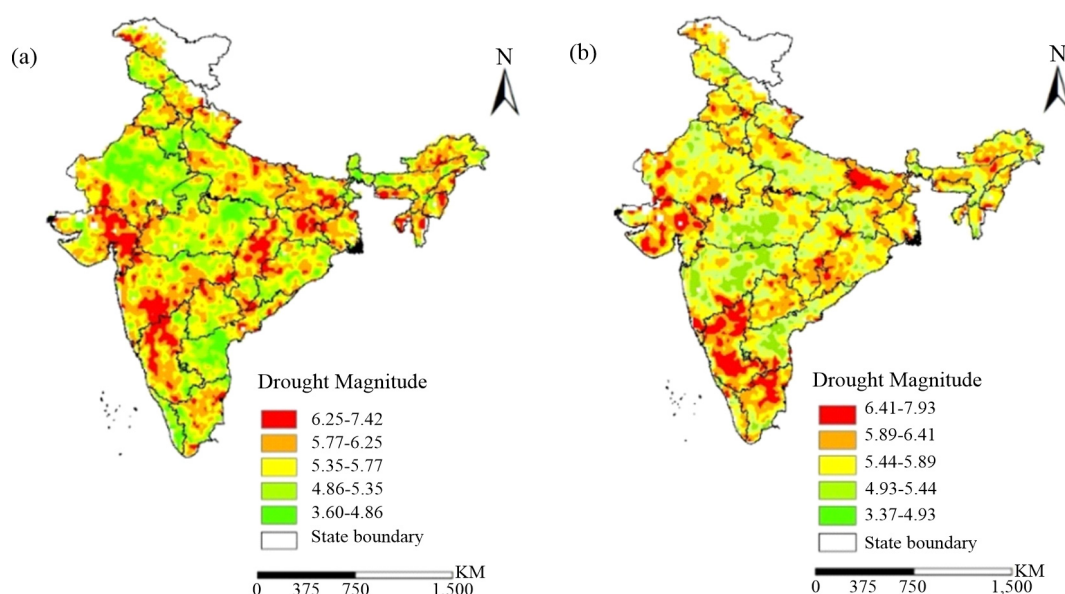 (a)
N
Drought Magnitude
6.25-7.42
5.77-6.25
5.35-5.77
4.86-5.35
3.60-4.86
State boundary
KM
0 375 750 1,500
(b)
N
Drought Magnitude
6.41-7.93
5.89-6.41
5.44-5.89
4.93-5.44
3.37-4.93
State boundary
KM
0 375 750 1,500